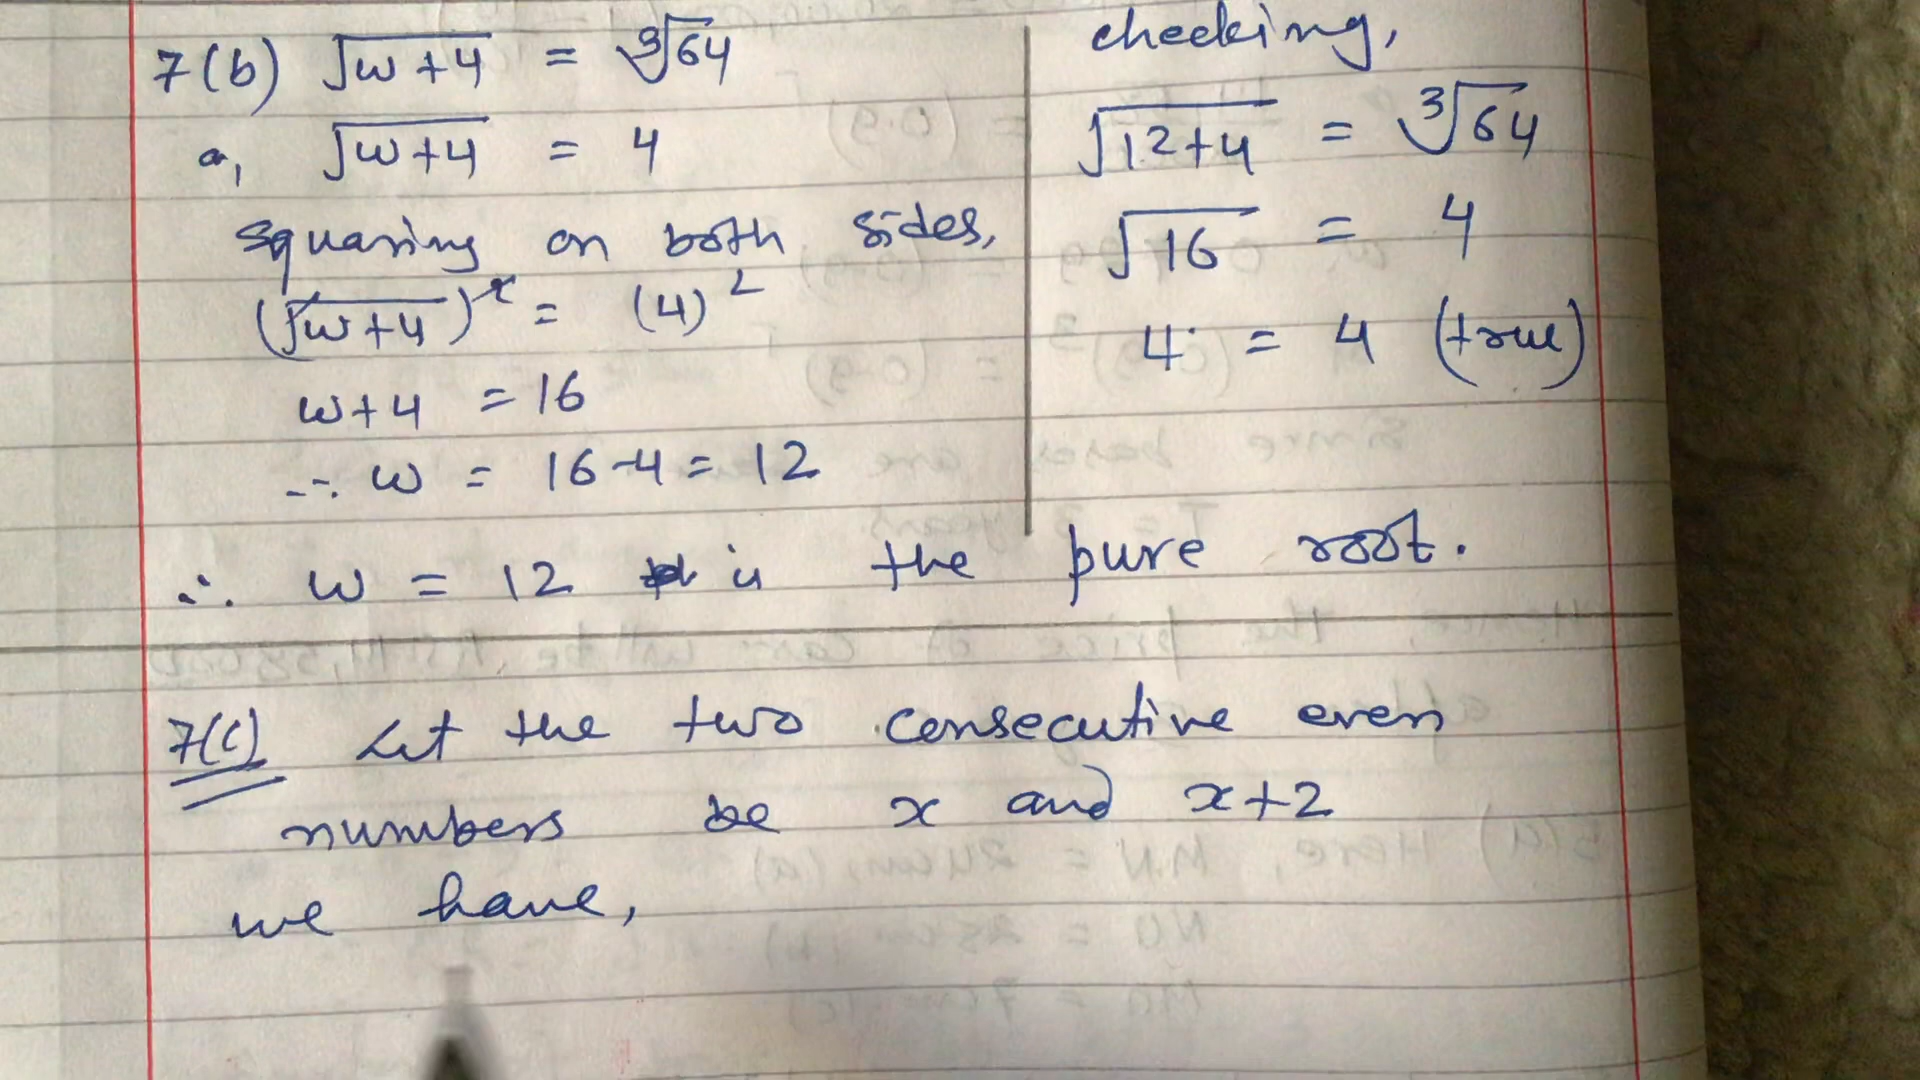 7(b) √w+4 = ∛64
or, √w+4 = 4
squaring on both sides,
(√w+4)² = (4)²
w+4 = 16
∴ w = 16-4 = 12
checking,
√12+4 = ∛64
√16 = 4
4 = 4 (true)
∴ w = 12 is the pure root.
7(c) Let the two consecutive even
numbers be x and x+2
we have,